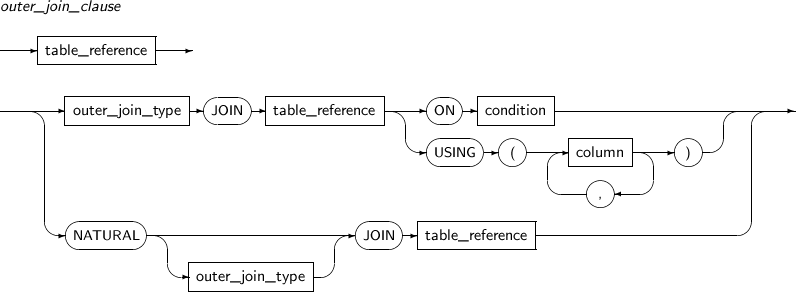 outer_join_clause
table_reference
outer_join_type JOIN table_reference ON condition
USING ( column )
,
NATURAL JOIN table_reference
outer_join_type